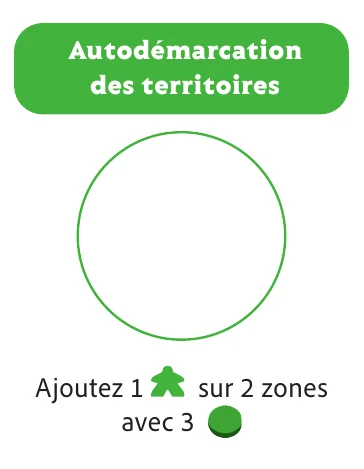 Autodémarcation
des territoires
Ajoutez 1 sur 2 zones
avec 3